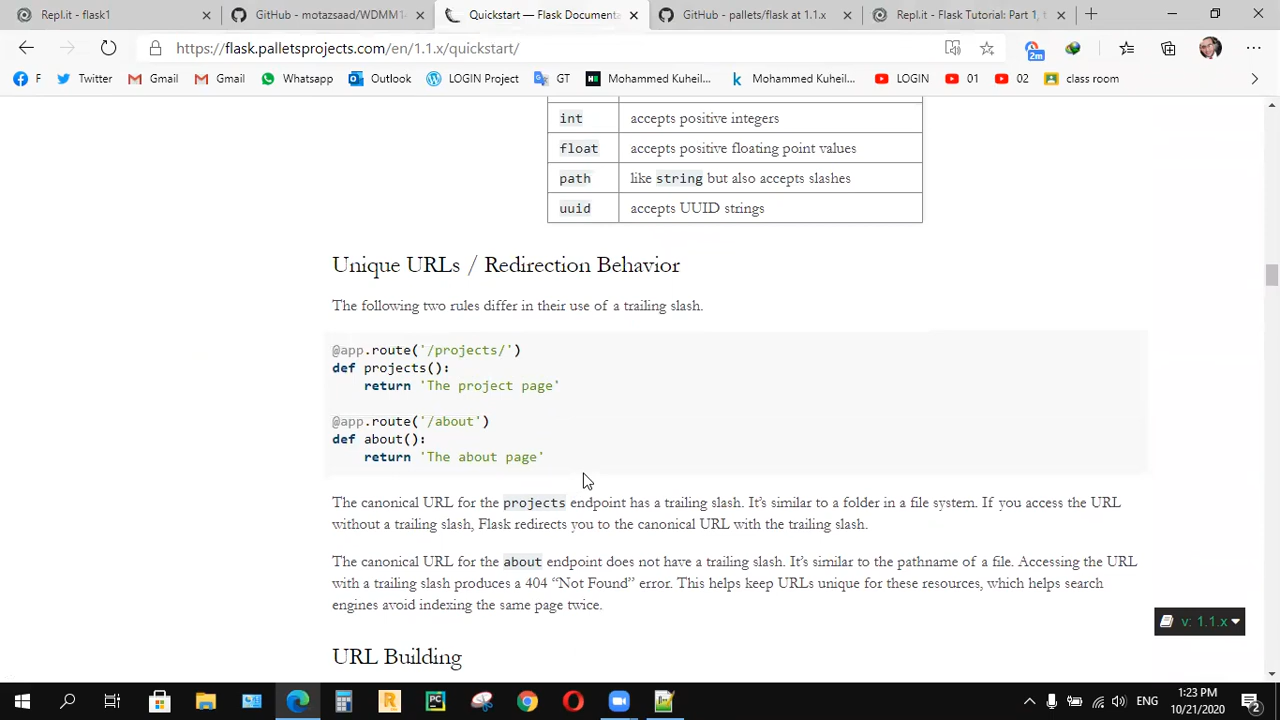 Repl.it - flask1
GitHub - motazsaad/WDMM1
Quickstart — Flask Documenta
GitHub - pallets/flask at 1.1.x
Repl.it - Flask Tutorial: Part 1, t
https://flask.palletsprojects.com/en/1.1.x/quickstart/
2m
F
Twitter
Gmail
Gmail
Whatsapp
Outlook
LOGIN Project
GT
Mohammed Kuheil...
Mohammed Kuheil...
LOGIN
01
02
class room
int accepts positive integers
float accepts positive floating point values
path like string but also accepts slashes
uuid accepts UUID strings
Unique URLs / Redirection Behavior
The following two rules differ in their use of a trailing slash.
@app.route('/projects/')
def projects():
return 'The project page'
@app.route('/about')
def about():
return 'The about page'
The canonical URL for the projects endpoint has a trailing slash. It’s similar to a folder in a file system. If you access the URL
without a trailing slash, Flask redirects you to the canonical URL with the trailing slash.
The canonical URL for the about endpoint does not have a trailing slash. It’s similar to the pathname of a file. Accessing the URL
with a trailing slash produces a 404 “Not Found” error. This helps keep URLs unique for these resources, which helps search
engines avoid indexing the same page twice.
v: 1.1.x
URL Building
ENG
1:23 PM
10/21/2020
2